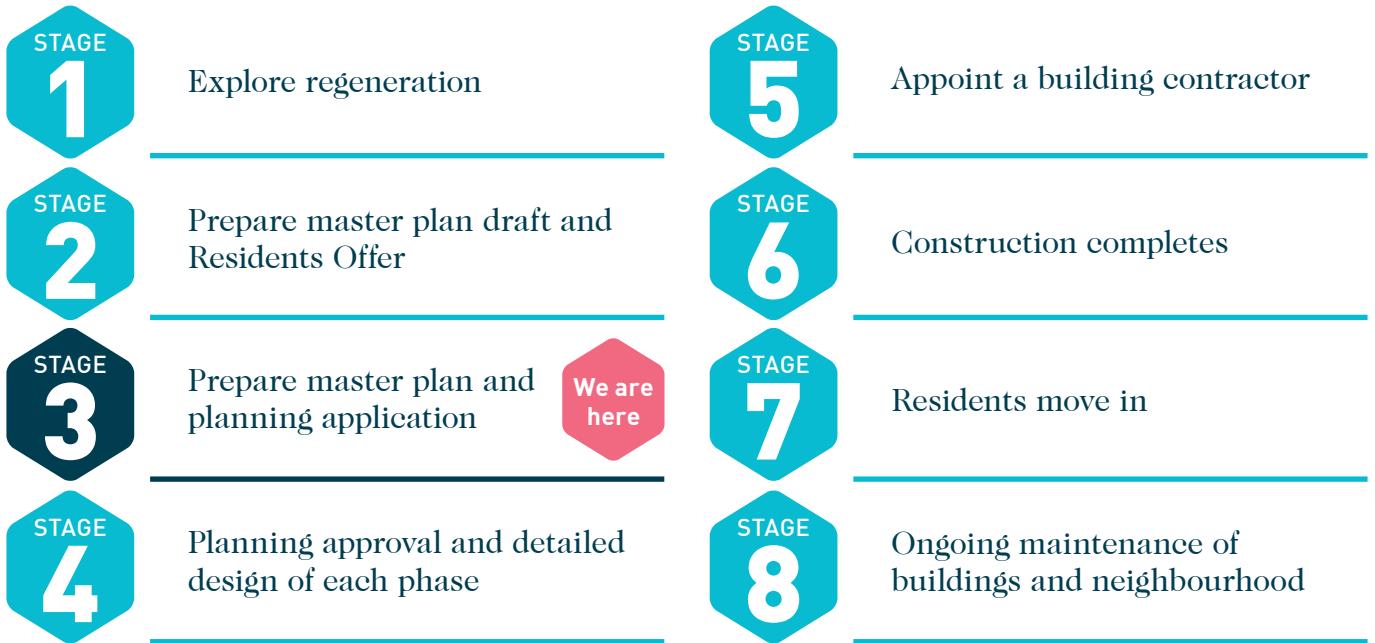 STAGE
1
Explore regeneration
STAGE
2
Prepare master plan draft and
Residents Offer
STAGE
3
Prepare master plan and
planning application
We are
here
STAGE
4
Planning approval and detailed
design of each phase
STAGE
5
Appoint a building contractor
STAGE
6
Construction completes
STAGE
7
Residents move in
STAGE
8
Ongoing maintenance of
buildings and neighbourhood